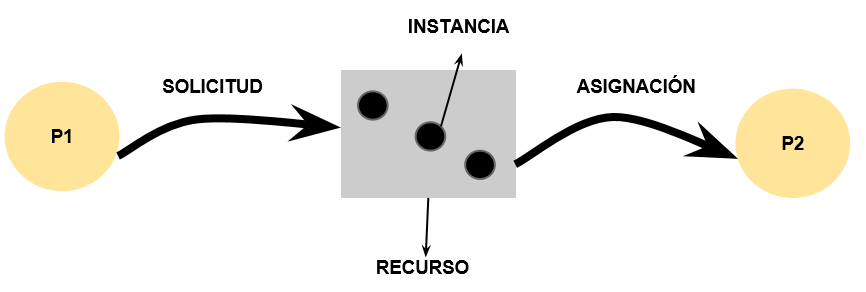 INSTANCIA
SOLICITUD
ASIGNACIÓN
P1
P2
RECURSO